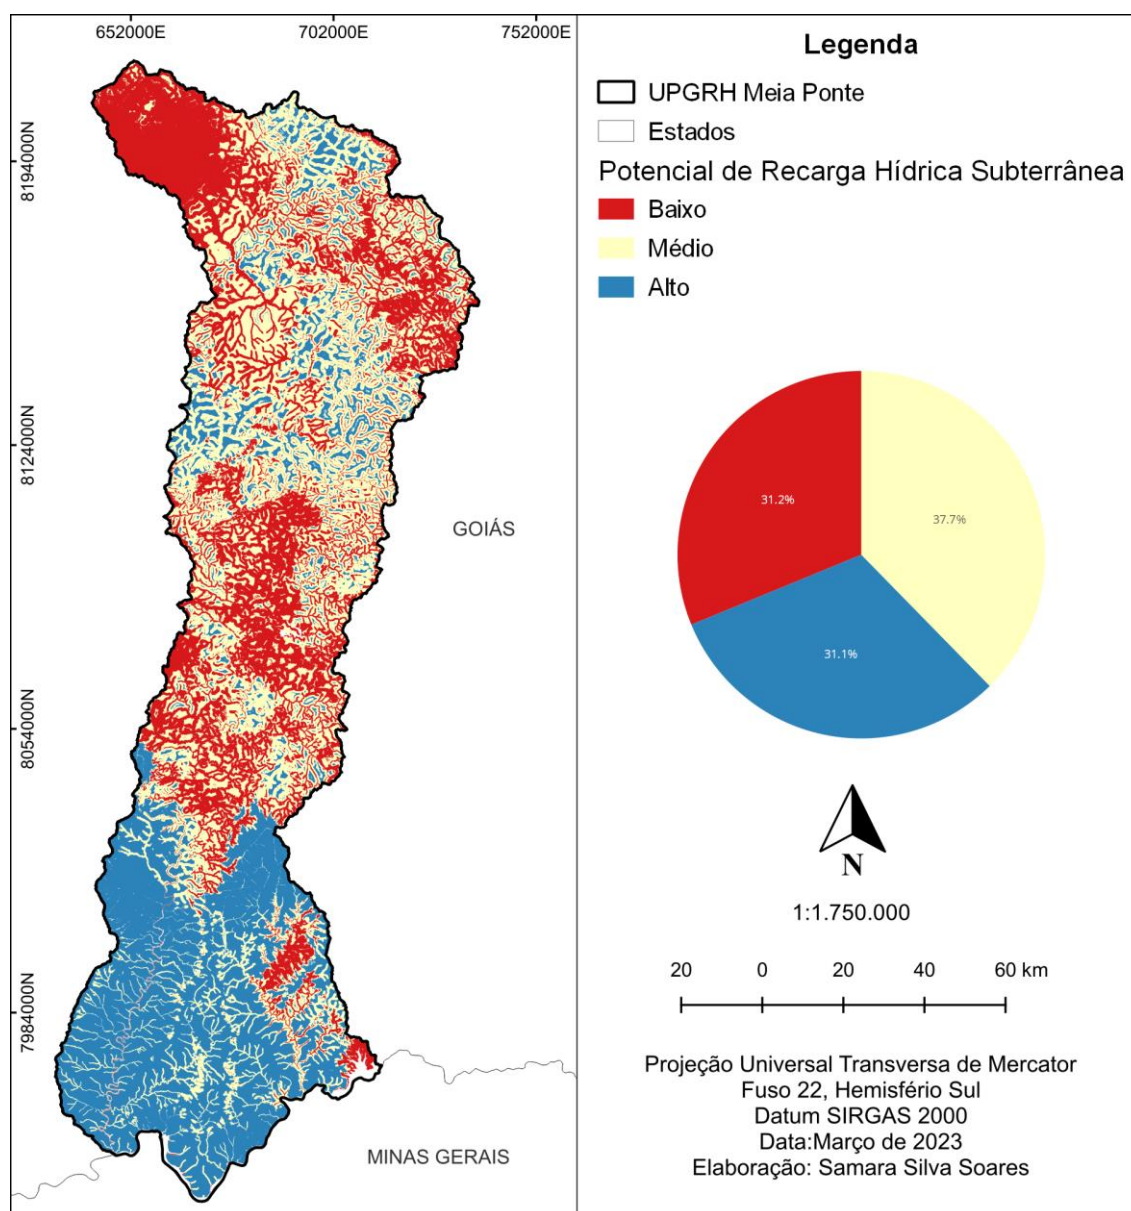 652000E
702000E
752000E
8194000N
8124000N
8054000N
7984000N
GOIÁS
MINAS GERAIS
Legenda
UPGRH Meia Ponte
Estados
Potencial de Recarga Hídrica Subterrânea
Baixo
Médio
Alto
31.2%
37.7%
31.1%
N
1:1.750.000
20 0 20 40 60 km
Projeção Universal Transversa de Mercator
Fuso 22, Hemisfério Sul
Datum SIRGAS 2000
Data:Março de 2023
Elaboração: Samara Silva Soares